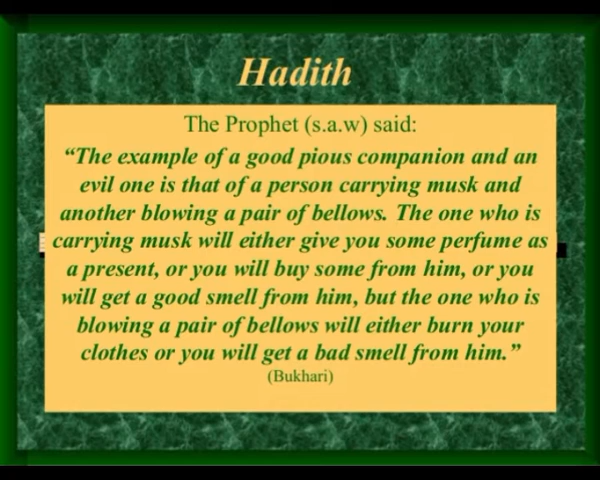 Hadith
The Prophet (s.a.w) said:
“The example of a good pious companion and an
evil one is that of a person carrying musk and
another blowing a pair of bellows. The one who is
carrying musk will either give you some perfume as
a present, or you will buy some from him, or you
will get a good smell from him, but the one who is
blowing a pair of bellows will either burn your
clothes or you will get a bad smell from him.”
(Bukhari)